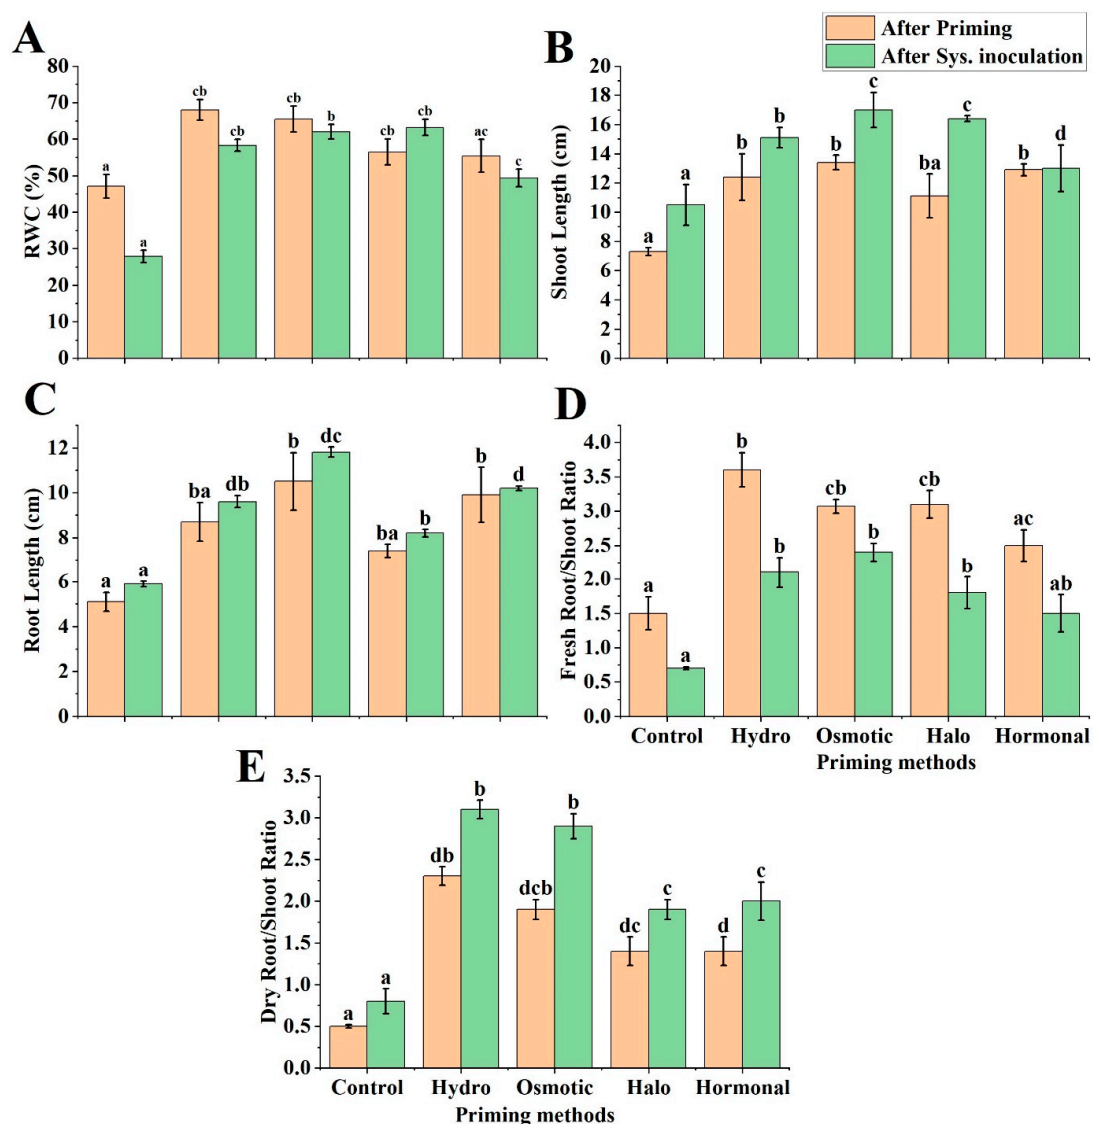 After Priming
After Sys. inoculation
A
RWC (%)
80
70
60
50
40
30
20
10
0
a
a
cb
cb
cb
b
cb
cb
ac
c
B
Shoot Length (cm)
20
18
16
14
12
10
8
6
4
2
0
a
a
b
b
b
c
ba
c
b
d
C
Root Length (cm)
12
10
8
6
4
2
0
a
a
ba
db
b
dc
ba
b
b
d
D
Fresh Root/Shoot Ratio
4.0
3.5
3.0
2.5
2.0
1.5
1.0
0.5
0.0
a
a
b
b
cb
b
cb
b
ac
ab
Control Hydro Osmotic Halo Hormonal
Priming methods
E
Dry Root/Shoot Ratio
3.5
3.0
2.5
2.0
1.5
1.0
0.5
0.0
a
a
db
b
dcb
b
dc
c
d
c
Control Hydro Osmotic Halo Hormonal
Priming methods